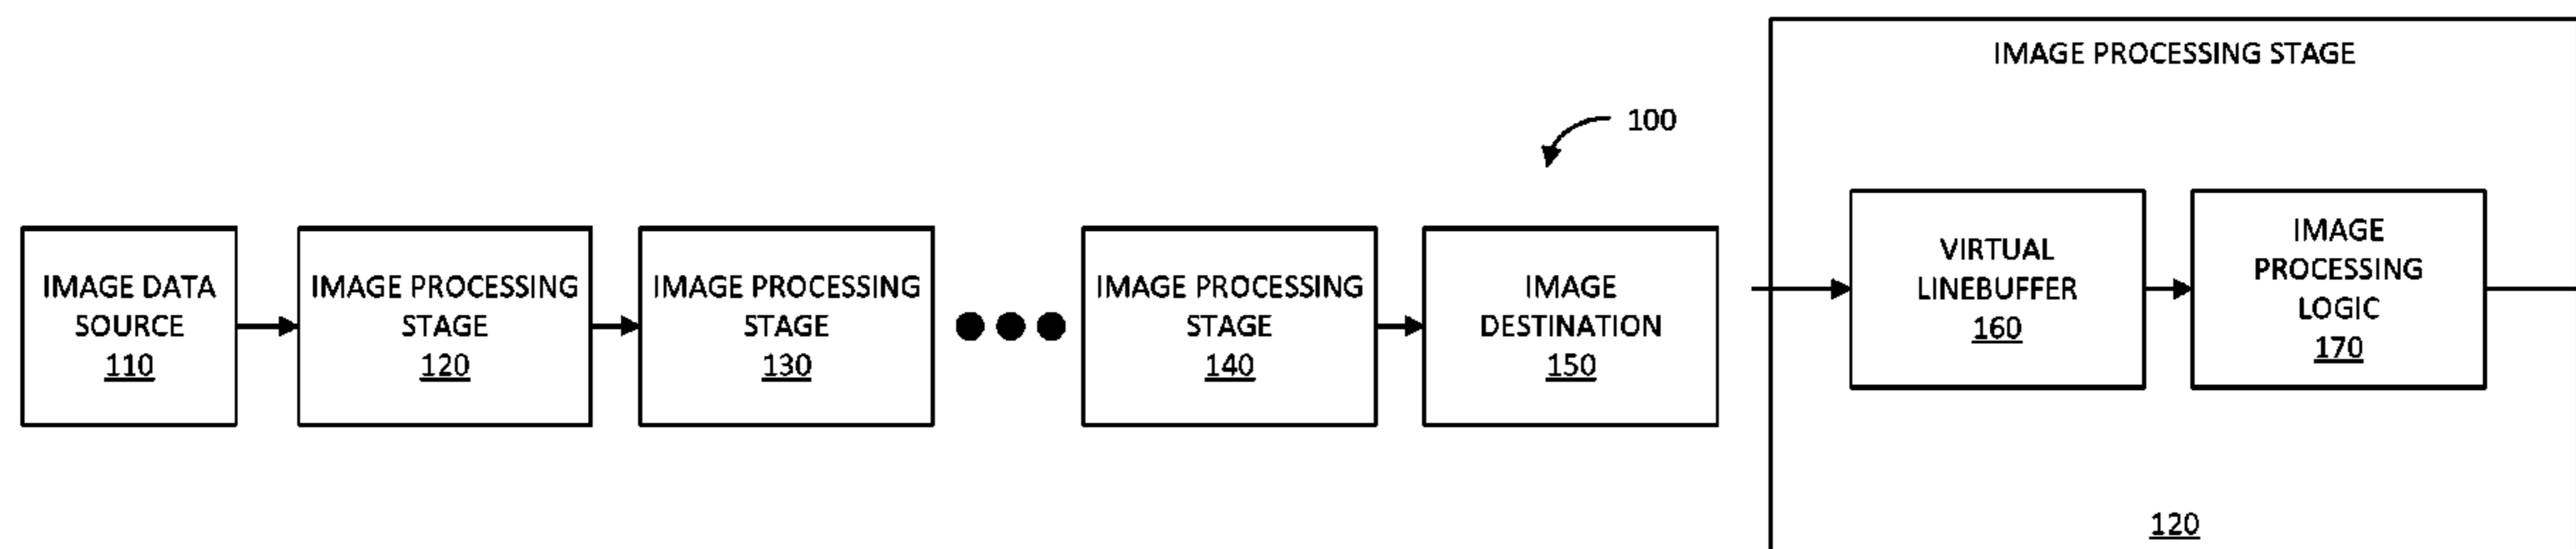 IMAGE PROCESSING STAGE
100
IMAGE DATA
SOURCE
110
IMAGE PROCESSING
STAGE
120
IMAGE PROCESSING
STAGE
130
IMAGE PROCESSING
STAGE
140
IMAGE
DESTINATION
150
VIRTUAL
LINEBUFFER
160
IMAGE
PROCESSING
LOGIC
170
120